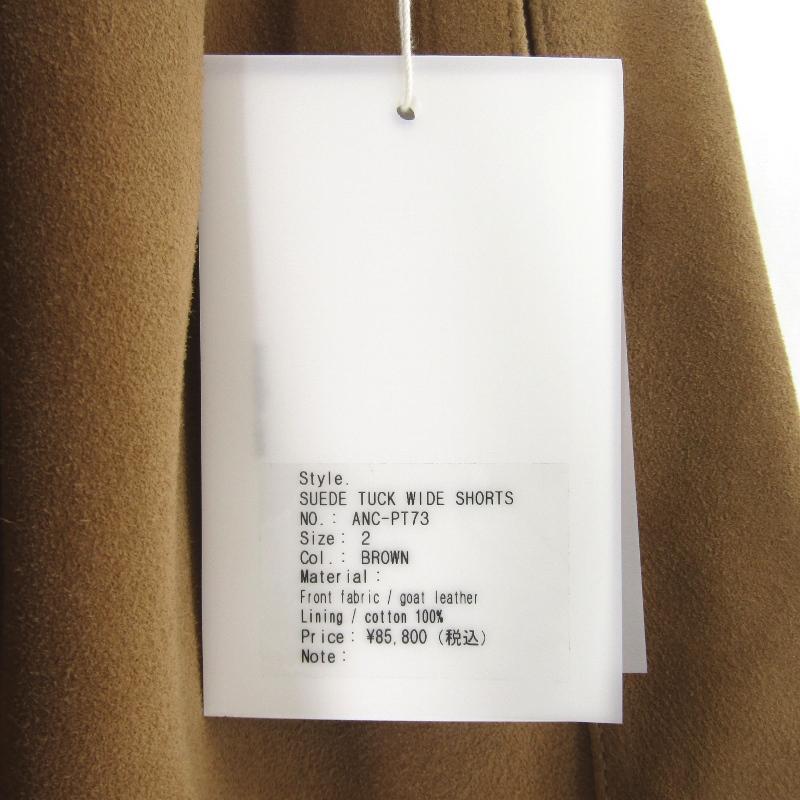 Style.
SUEDE TUCK WIDE SHORTS
NO.: ANC-PT73
Size: 2
Col.: BROWN
Material:
Front fabric / goat leather
Lining / cotton 100%
Price: ¥85,800 (税込)
Note: